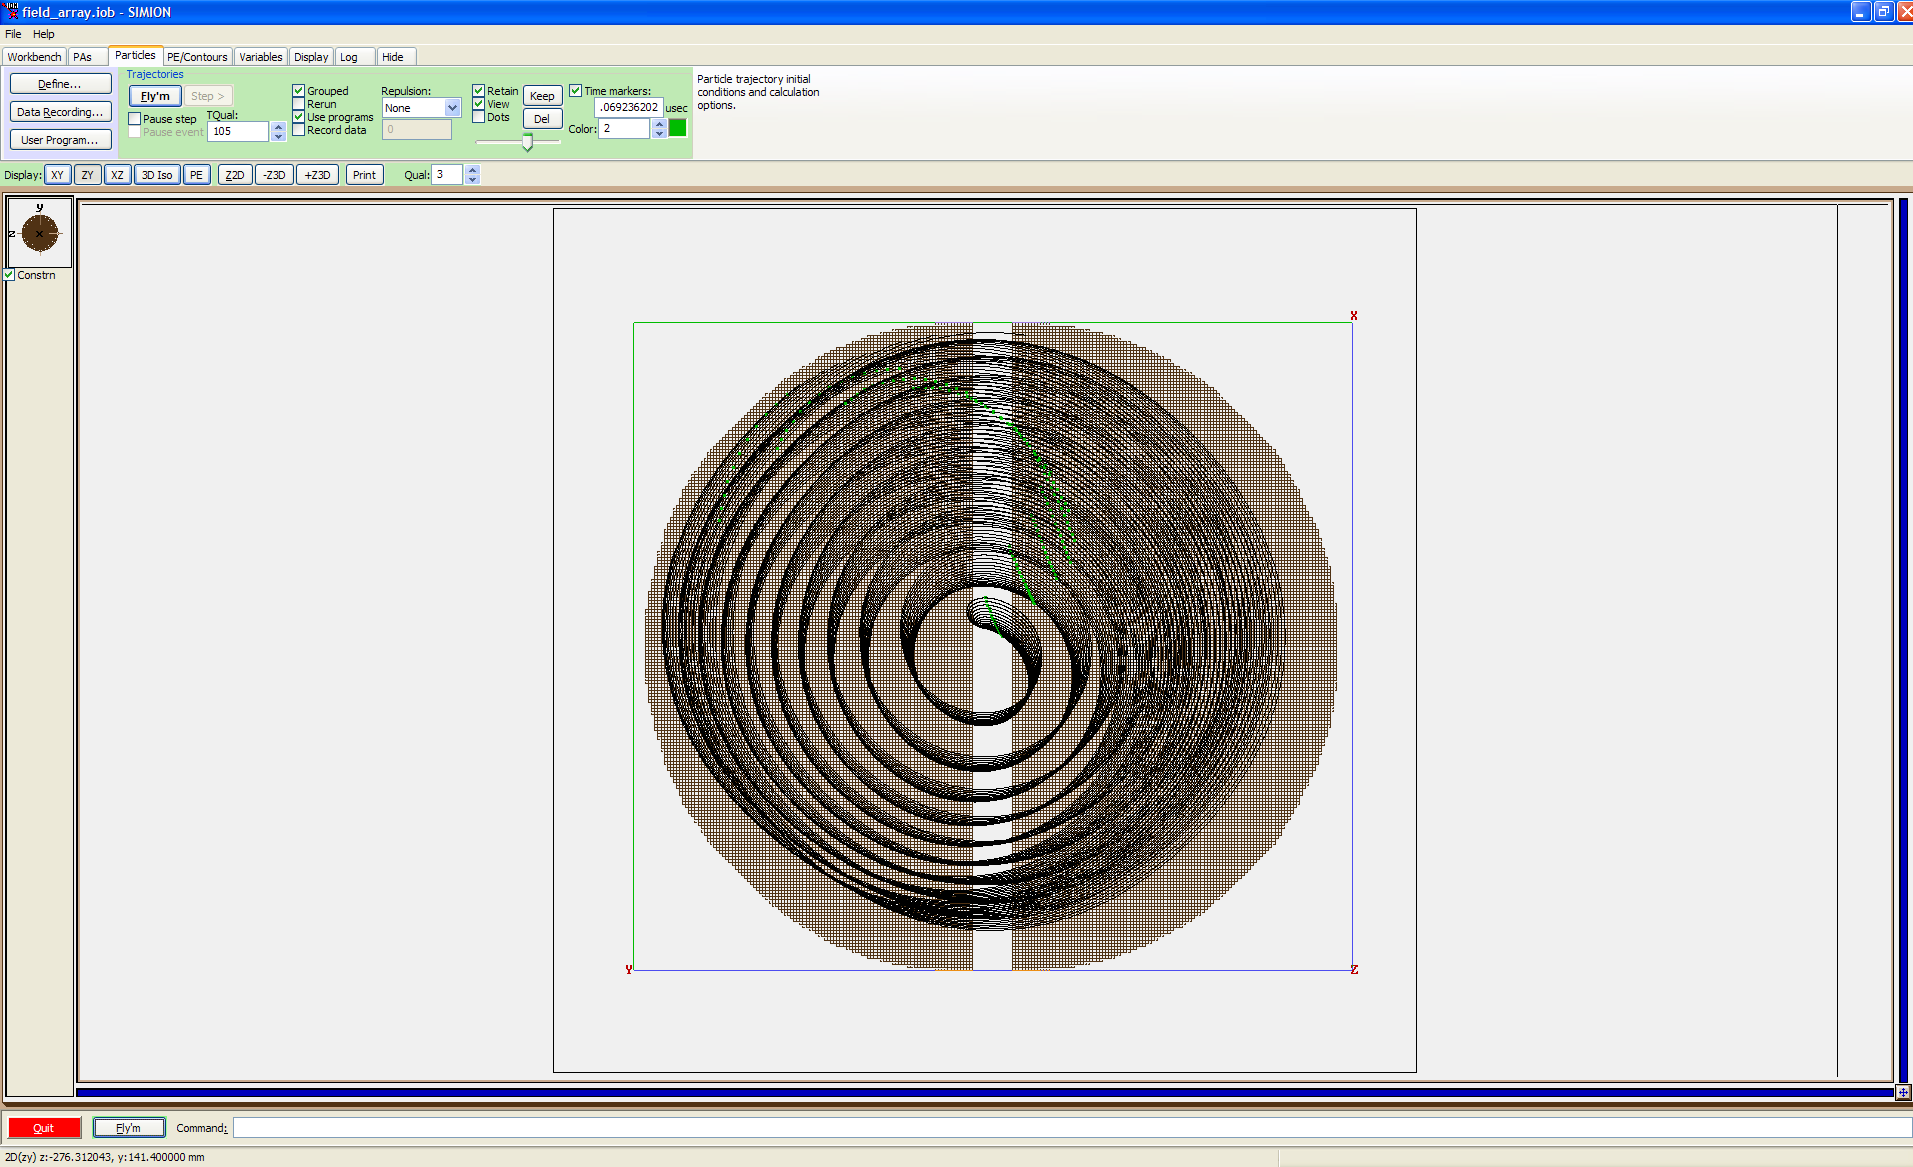 field_array.iob - SIMION
File Help
Workbench PAs Particles PE/Contours Variables Display Log Hide
Define...
Data Recording...
User Program...
Trajectories
Fly'm Step >
Pause step
Pause event
TQual:
105
Grouped
Rerun
Use programs
Record data
Repulsion:
None
0
Retain
View
Dots
Keep
Del
Time markers:
.069236202 usec
Color: 2
Particle trajectory initial
conditions and calculation
options.
Display: XY ZY XZ 3D Iso PE Z2D -Z3D +Z3D Print Qual: 3
y
z x
Constrn
X
Y Z
Quit Fly'm Command:
2D(zy) z:-276.312043, y:141.400000 mm